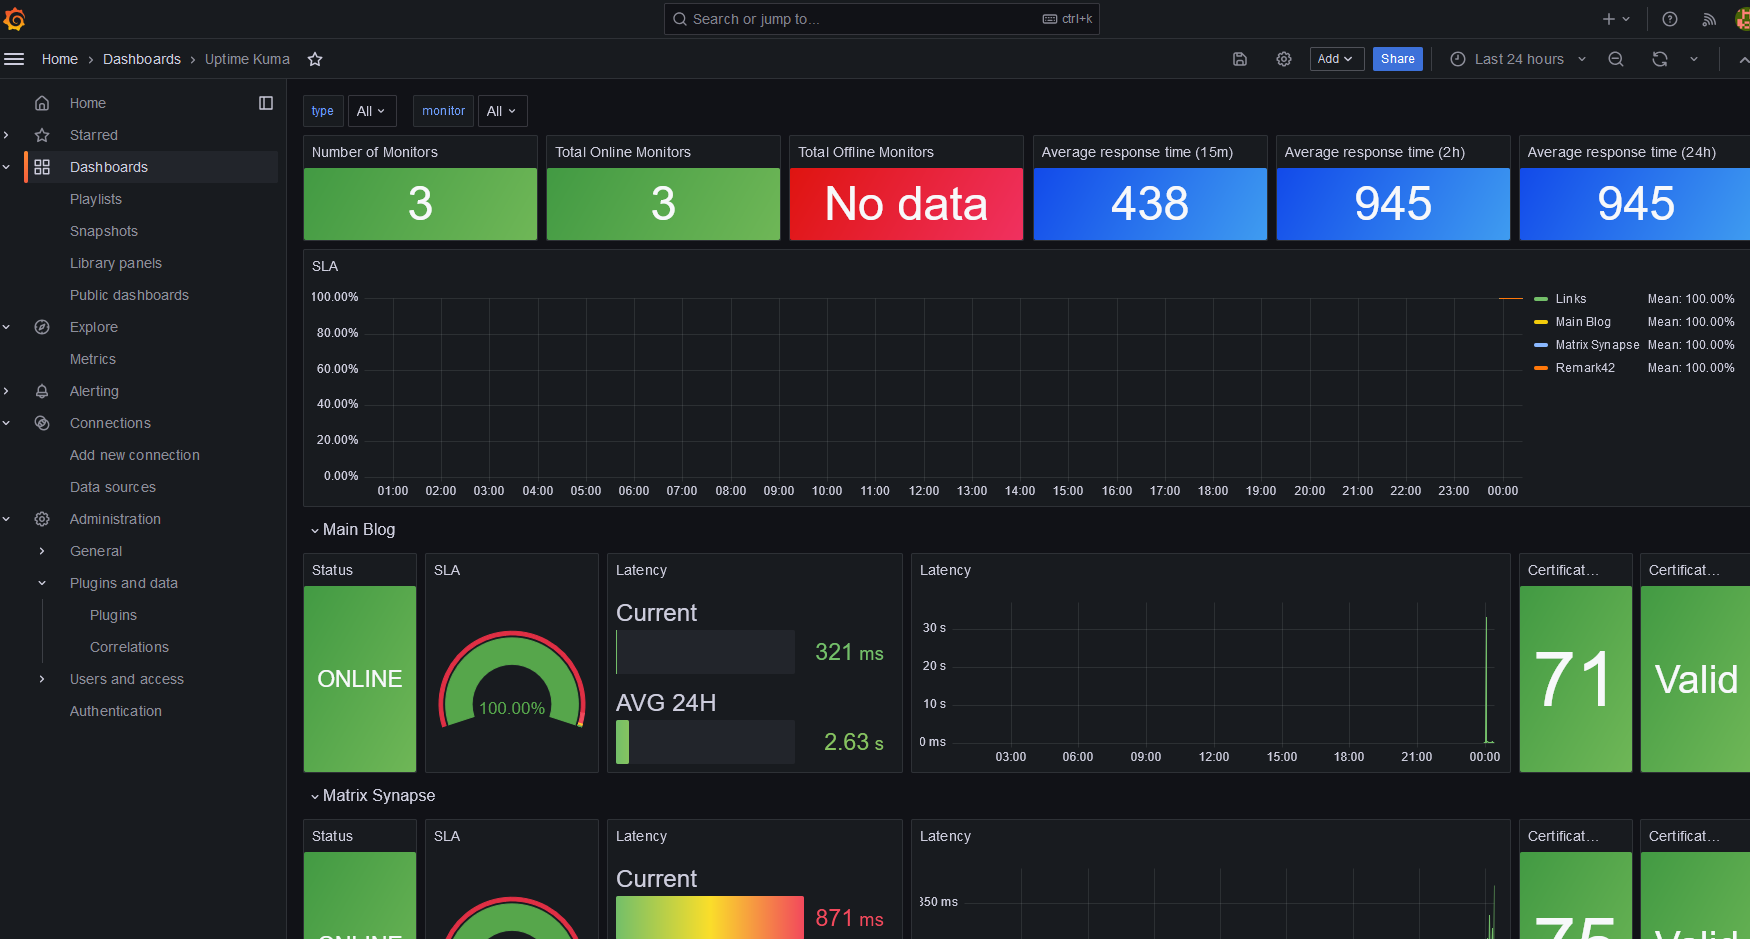 Search or jump to...
ctrl+k
Home
Dashboards
Uptime Kuma
Add
Share
Last 24 hours
Home
Starred
Dashboards
Playlists
Snapshots
Library panels
Public dashboards
Explore
Metrics
Alerting
Connections
Add new connection
Data sources
Administration
General
Plugins and data
Plugins
Correlations
Users and access
Authentication
type
All
monitor
All
Number of Monitors
3
Total Online Monitors
3
Total Offline Monitors
No data
Average response time (15m)
438
Average response time (2h)
945
Average response time (24h)
945
SLA
100.00%
80.00%
60.00%
40.00%
20.00%
0.00%
01:00 02:00 03:00 04:00 05:00 06:00 07:00 08:00 09:00 10:00 11:00 12:00 13:00 14:00 15:00 16:00 17:00 18:00 19:00 20:00 21:00 22:00 23:00 00:00
Links Mean: 100.00%
Main Blog Mean: 100.00%
Matrix Synapse Mean: 100.00%
Remark42 Mean: 100.00%
Main Blog
Status
ONLINE
SLA
100.00%
Latency
Current
321 ms
AVG 24H
2.63 s
Latency
30 s
20 s
10 s
0 ms
03:00 06:00 09:00 12:00 15:00 18:00 21:00 00:00
Certificat...
71
Certificat...
Valid
Matrix Synapse
Status
ONLINE
SLA
Latency
Current
871 ms
Latency
350 ms
Certificat...
75
Certificat...
Valid